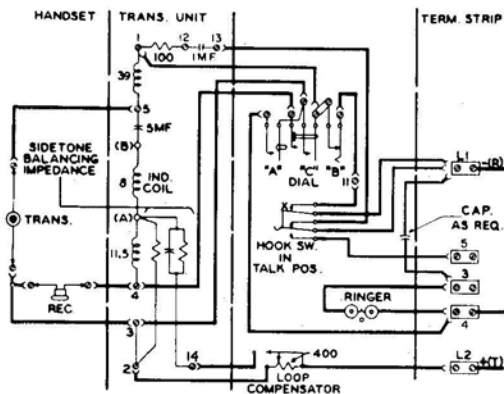 HANDSET
TRANS. UNIT
TERM. STRIP
1
12
13
100
1 M F.
39
5
5MF
(B)
SIDETONE
BALANCING
IMPEDANCE
8
IND.
COIL
(A)
11.5
TRANS.
REC.
4
3
2
14
"A"
"C"
"B"
DIAL
11
X
HOOK SW.
IN
TALK POS.
RINGER
400
LOOP
COMPENSATOR
L1
-(R)
CAP.
AS REQ.
5
3
4
L2
+(T)